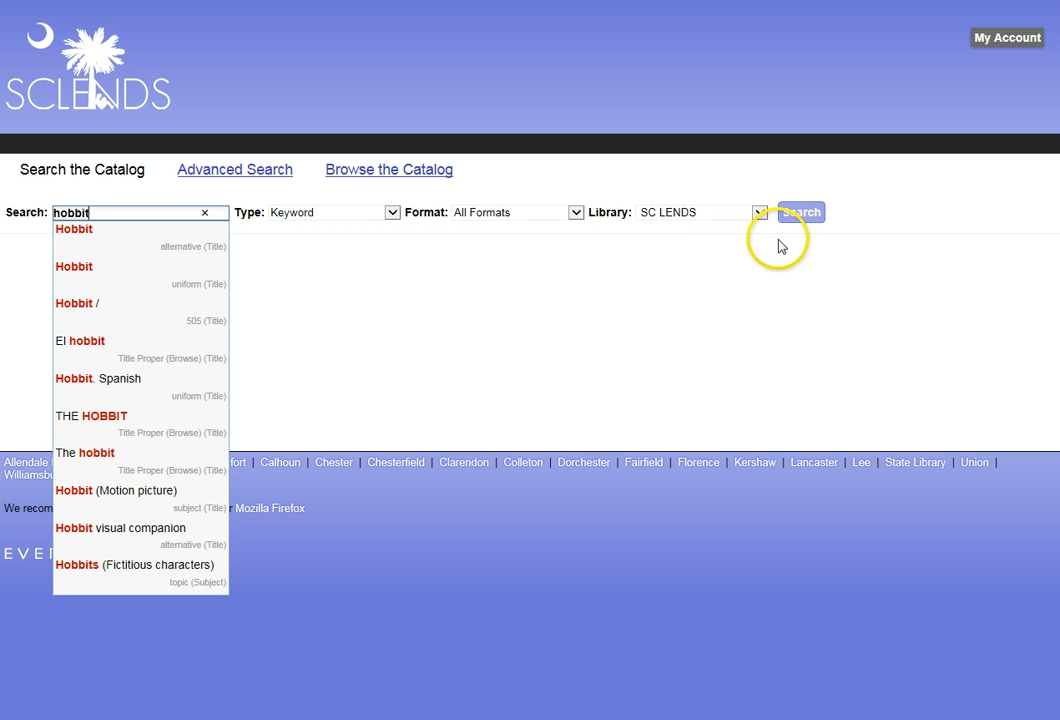 SCLENDS
My Account
Search the Catalog Advanced Search Browse the Catalog
Search: hobbit × Type: Keyword Format: All Formats Library: SC LENDS Search
Hobbit
alternative (Title)
Hobbit
uniform (Title)
Hobbit /
505 (Title)
El hobbit
Title Proper (Browse) (Title)
Hobbit. Spanish
uniform (Title)
THE HOBBIT
Title Proper (Browse) (Title)
The hobbit
Title Proper (Browse) (Title)
Hobbit (Motion picture)
subject (Title)
Hobbit visual companion
alternative (Title)
Hobbits (Fictitious characters)
topic (Subject)
Allendale fort | Calhoun | Chester | Chesterfield | Clarendon | Colleton | Dorchester | Fairfield | Florence | Kershaw | Lancaster | Lee | State Library | Union |
Williamsbu
We recom r Mozilla Firefox
EVE